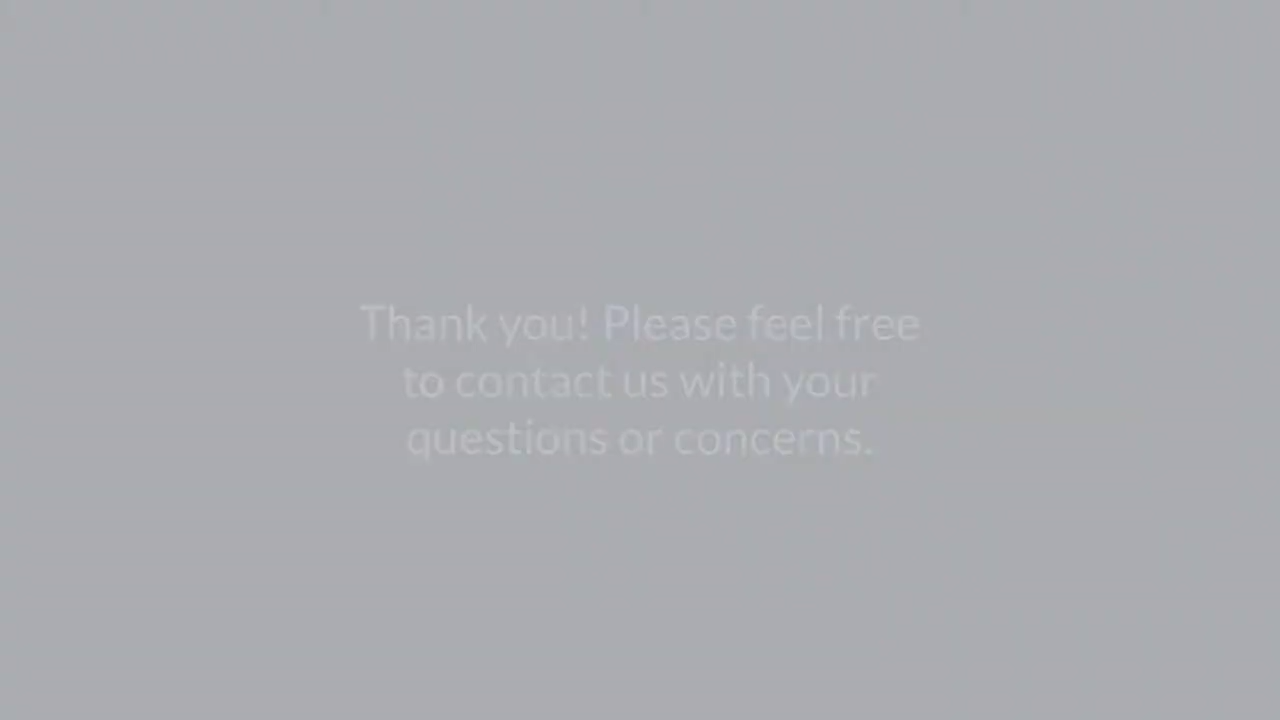 Thank you! Please feel free
to contact us with your
questions or concerns.